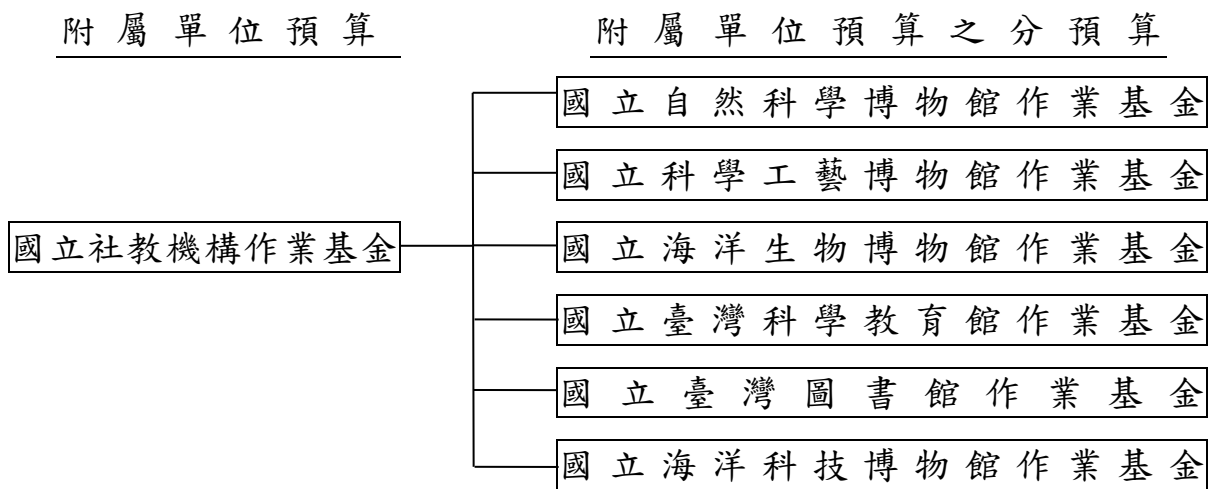 附屬單位預算
附屬單位預算之分預算
國立社教機構作業基金
國立自然科學博物館作業基金
國立科學工藝博物館作業基金
國立海洋生物博物館作業基金
國立臺灣科學教育館作業基金
國立臺灣圖書館作業基金
國立海洋科技博物館作業基金